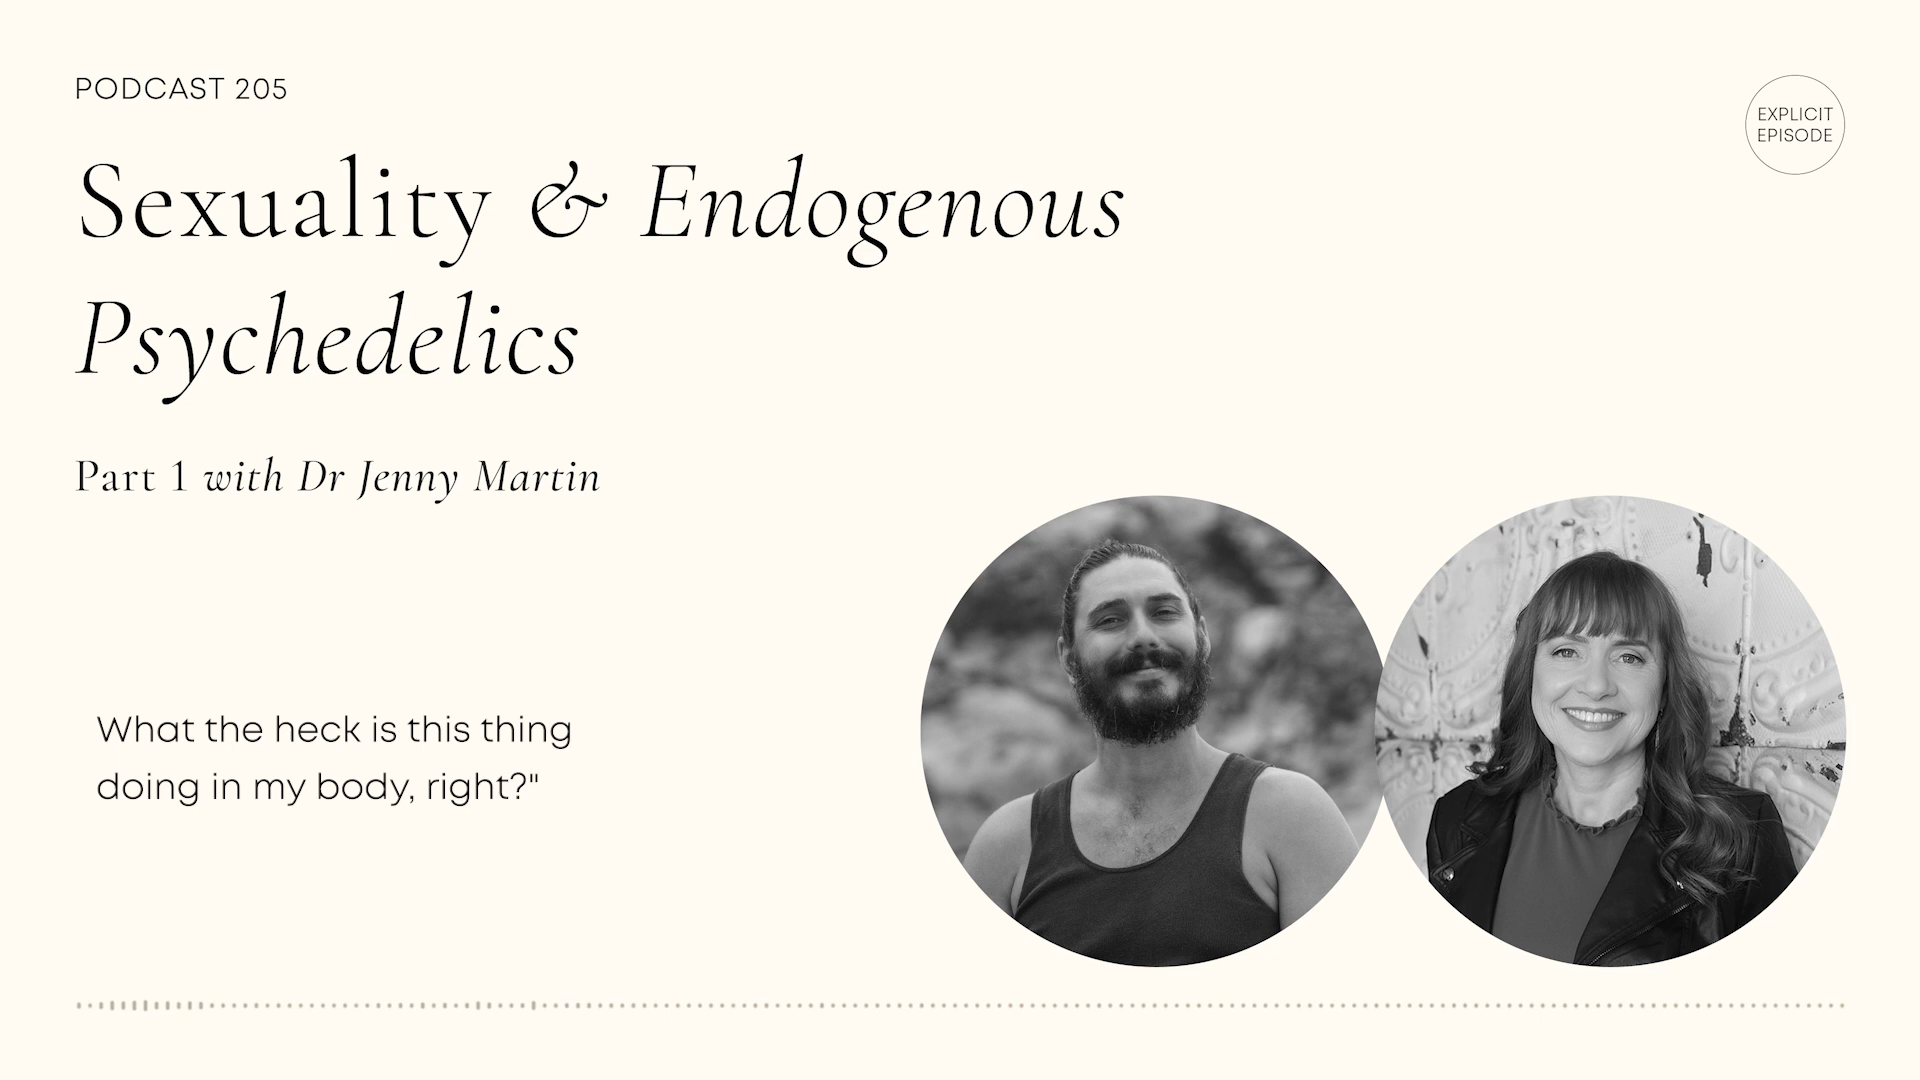 PODCAST 205
EXPLICIT
EPISODE
Sexuality & Endogenous
Psychedelics
Part 1 with Dr Jenny Martin
What the heck is this thing
doing in my body, right?"